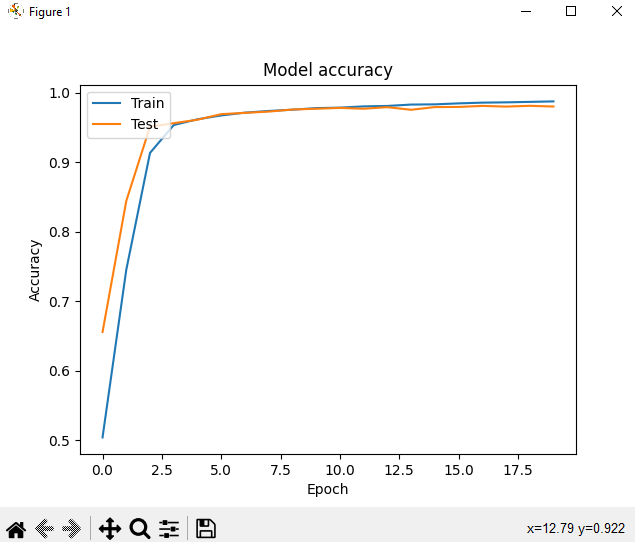 Figure 1
Model accuracy
Train
Test
1.0
0.9
0.8
0.7
0.6
0.5
Accuracy
0.0 2.5 5.0 7.5 10.0 12.5 15.0 17.5
Epoch
x=12.79 y=0.922